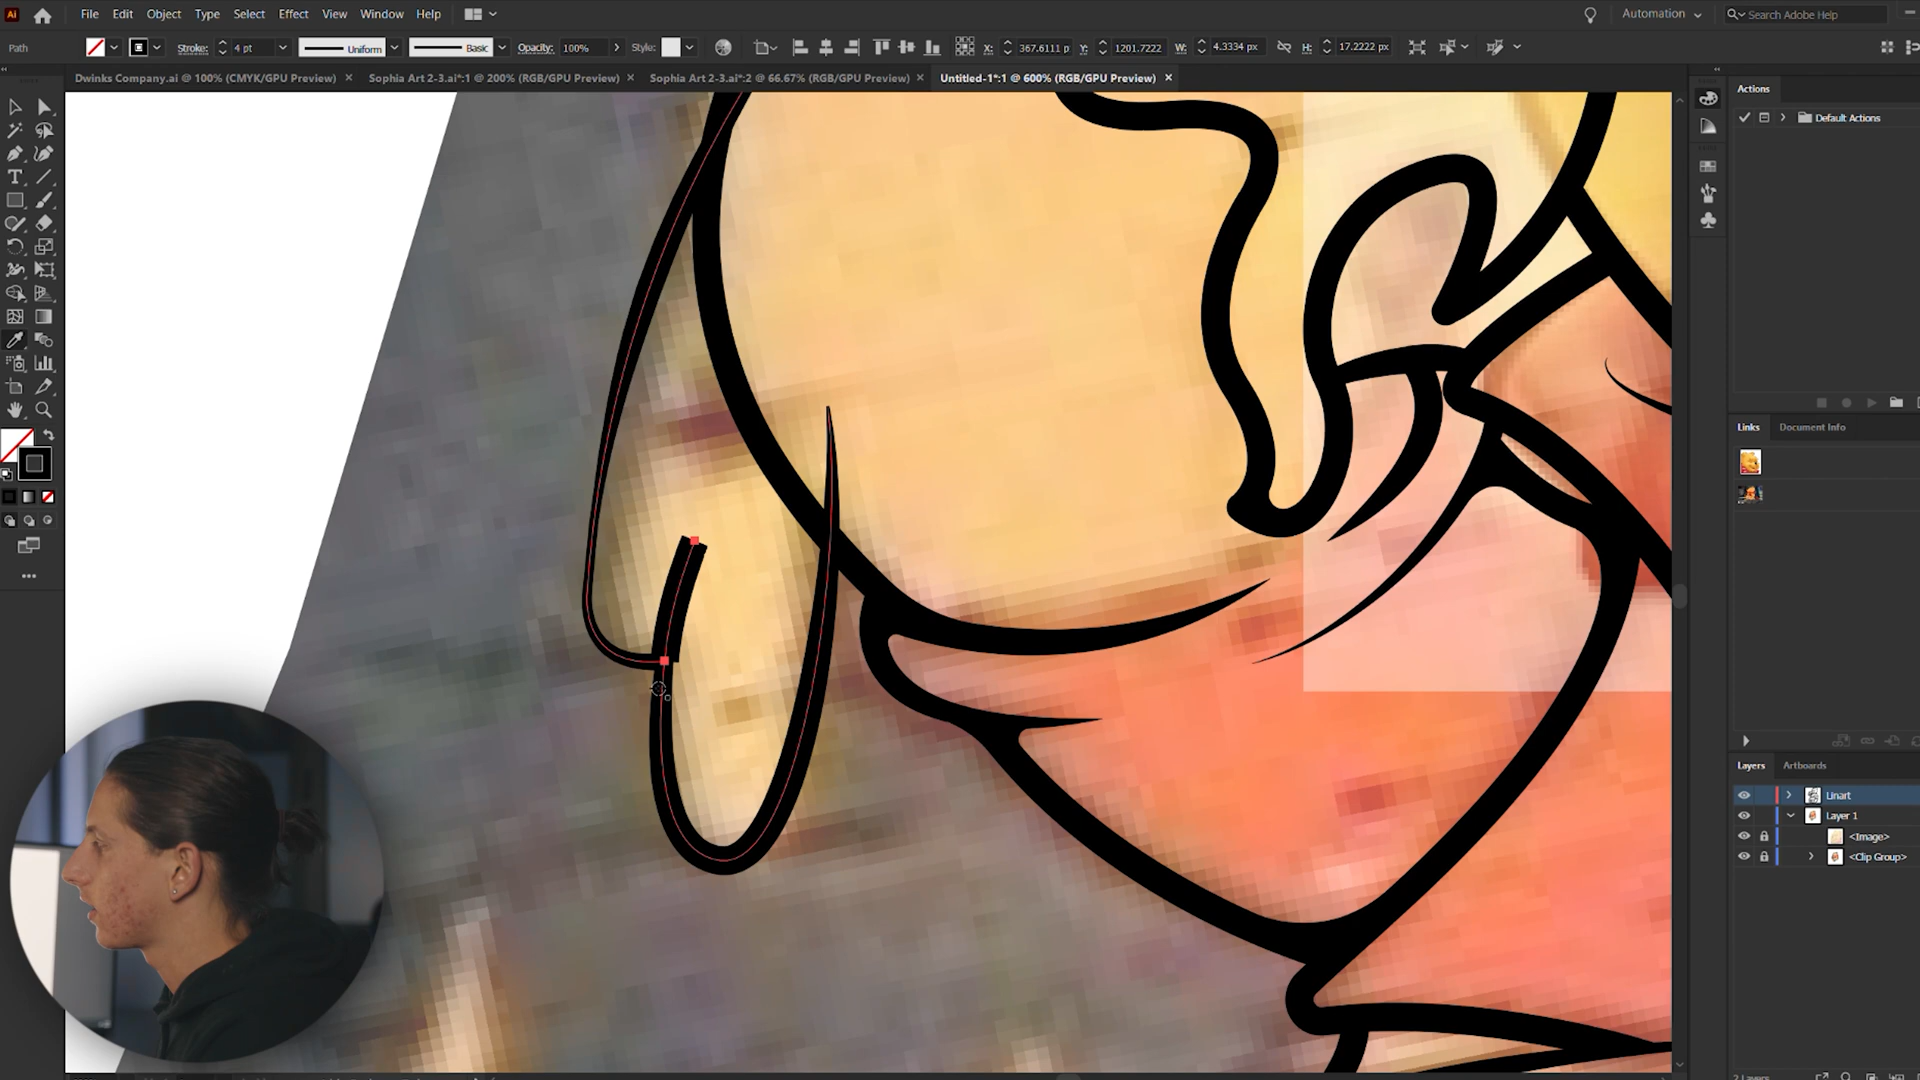 Ai File Edit Object Type Select Effect View Window Help Automation Search Adobe Help
Path Stroke: 4 pt Uniform Basic Opacity: 100% Style: X: 367.6111 p Y: 1201.7222 W: 4.3334 px H: 17.2222 px
Dwinks Company.ai @ 100% (CMYK/GPU Preview) × Sophia Art 2-3.ai*:1 @ 200% (RGB/GPU Preview) × Sophia Art 2-3.ai*:2 @ 66.67% (RGB/GPU Preview) × Untitled-1*:1 @ 600% (RGB/GPU Preview) ×
Actions
Default Actions
Links Document Info
Layers Artboards
Linart
Layer 1
<Image>
<Clip Group>
2 Layers